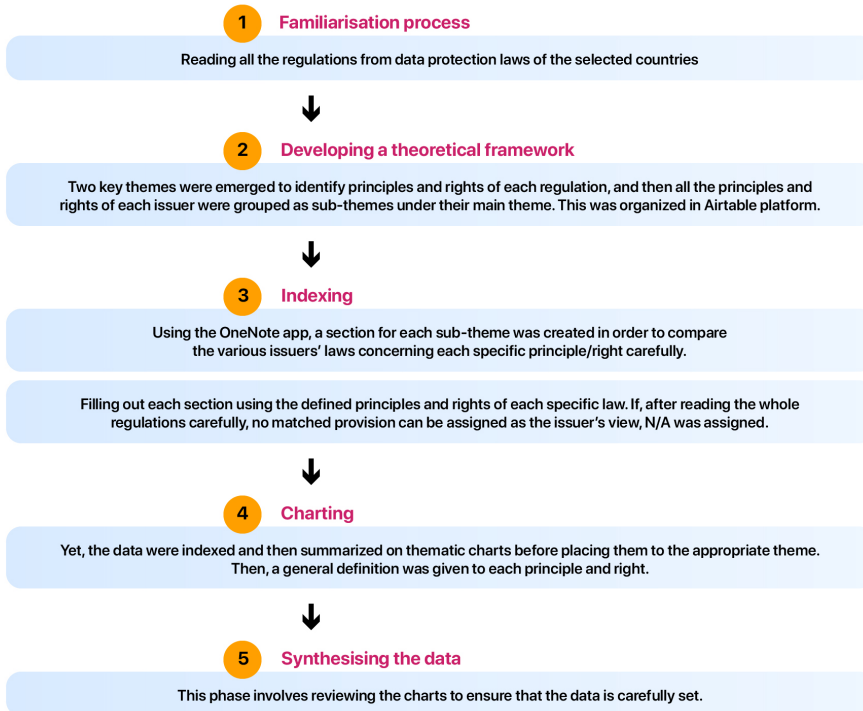 1 Familiarisation process
Reading all the regulations from data protection laws of the selected countries
2 Developing a theoretical framework
Two key themes were emerged to identify principles and rights of each regulation, and then all the principles and
rights of each issuer were grouped as sub-themes under their main theme. This was organized in Airtable platform.
3 Indexing
Using the OneNote app, a section for each sub-theme was created in order to compare
the various issuers’ laws concerning each specific principle/right carefully.
Filling out each section using the defined principles and rights of each specific law. If, after reading the whole
regulations carefully, no matched provision can be assigned as the issuer’s view, N/A was assigned.
4 Charting
Yet, the data were indexed and then summarized on thematic charts before placing them to the appropriate theme.
Then, a general definition was given to each principle and right.
5 Synthesising the data
This phase involves reviewing the charts to ensure that the data is carefully set.